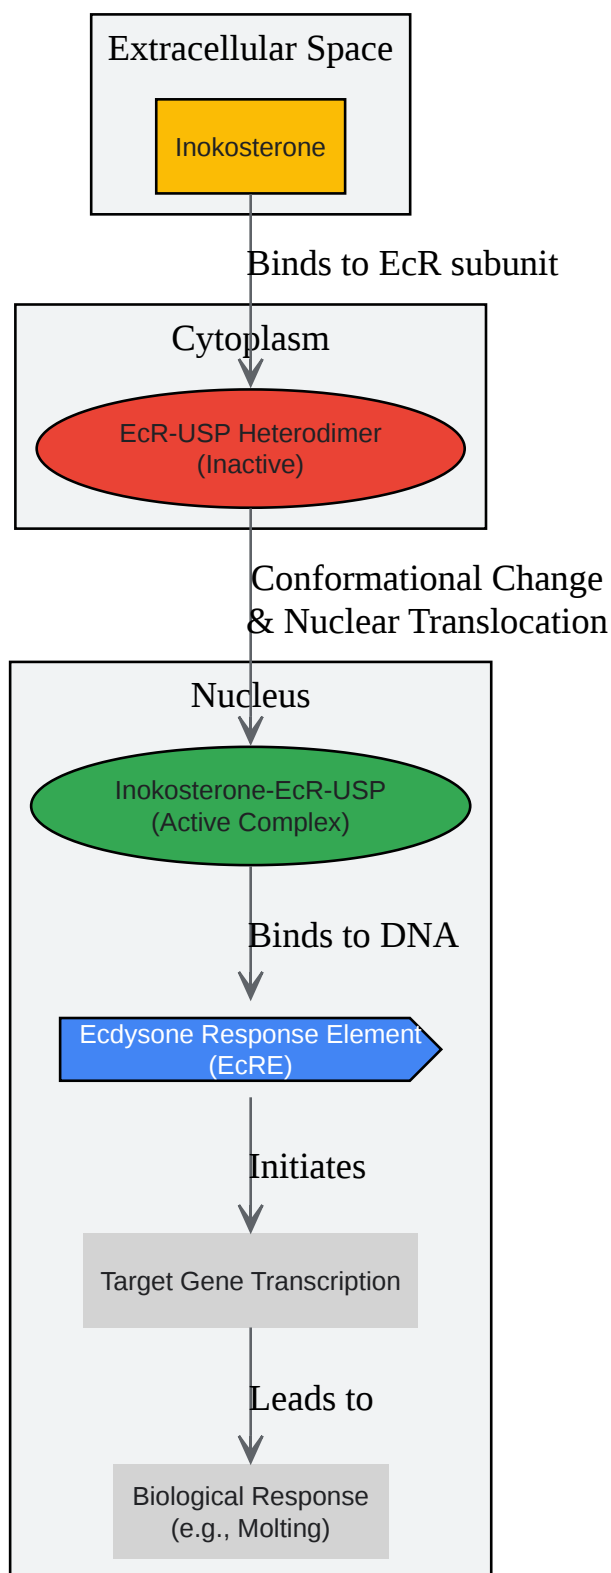 Extracellular Space
Inokosterone
Binds to EcR subunit
Cytoplasm
EcR-USP Heterodimer
(Inactive)
Conformational Change
& Nuclear Translocation
Nucleus
Inokosterone-EcR-USP
(Active Complex)
Binds to DNA
Ecdysone Response Element
(EcRE)
Initiates
Target Gene Transcription
Leads to
Biological Response
(e.g., Molting)